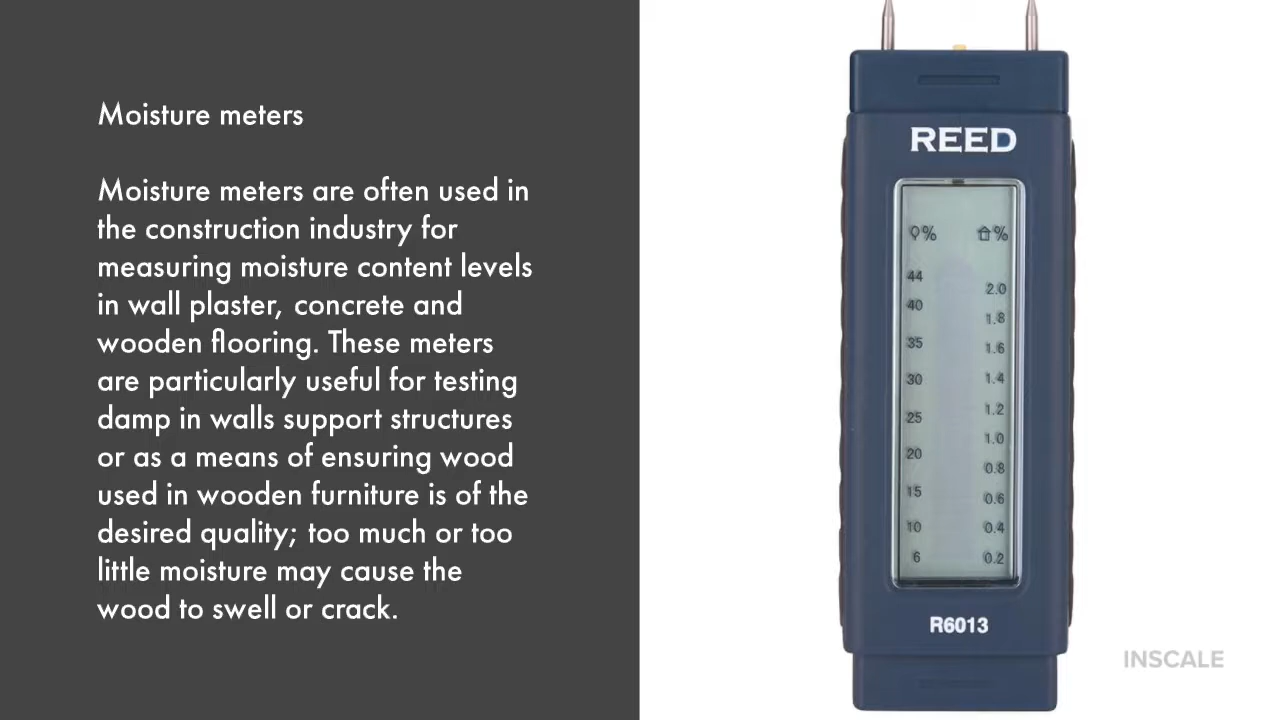 Moisture meters
Moisture meters are often used in
the construction industry for
measuring moisture content levels
in wall plaster, concrete and
wooden flooring. These meters
are particularly useful for testing
damp in walls support structures
or as a means of ensuring wood
used in wooden furniture is of the
desired quality; too much or too
little moisture may cause the
wood to swell or crack.
REED
% %
44 2.0
40 1.8
35 1.6
30 1.4
25 1.2
20 1.0
15 0.8
10 0.6
6 0.4
0.2
R6013
INSCALE